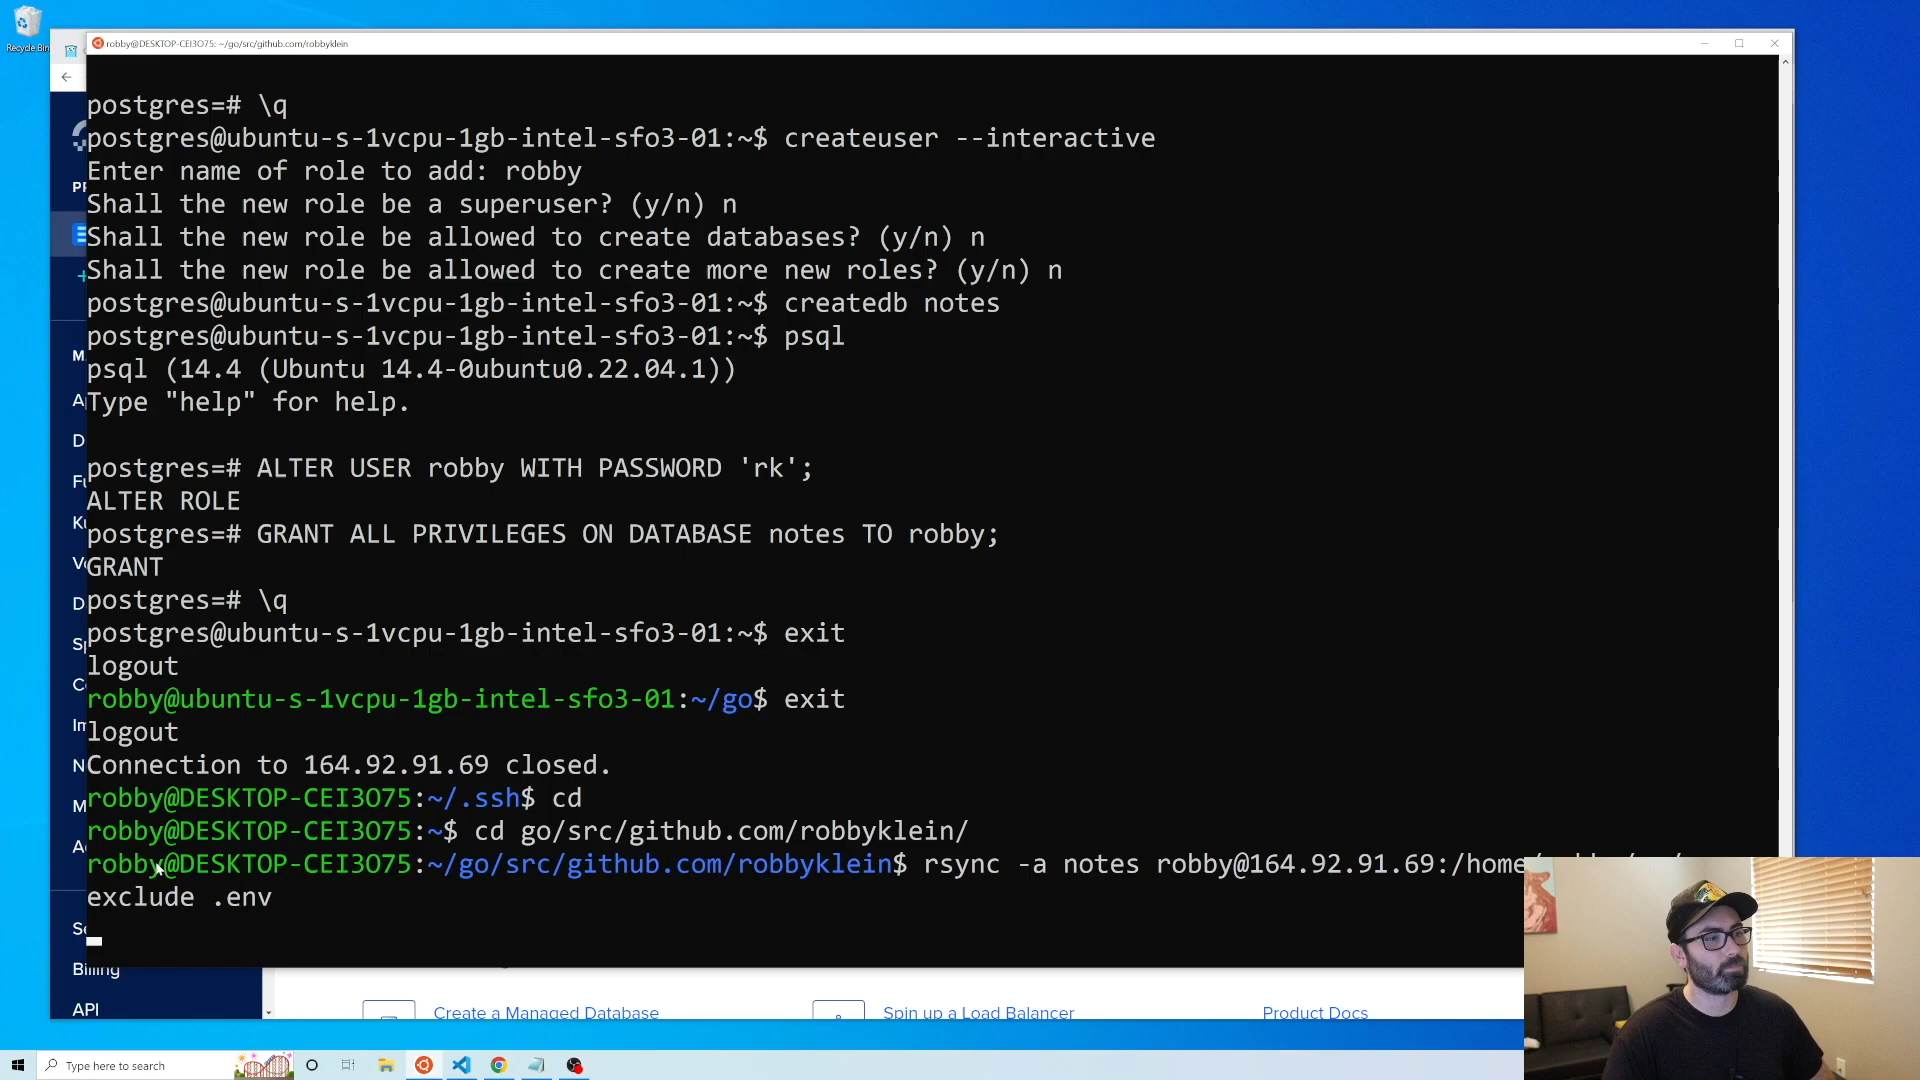 Recycle Bin
robby@DESKTOP-CEI3O75: ~/go/src/github.com/robbyklein
postgres=# \q
postgres@ubuntu-s-1vcpu-1gb-intel-sfo3-01:~$ createuser --interactive
Enter name of role to add: robby
Shall the new role be a superuser? (y/n) n
Shall the new role be allowed to create databases? (y/n) n
Shall the new role be allowed to create more new roles? (y/n) n
postgres@ubuntu-s-1vcpu-1gb-intel-sfo3-01:~$ createdb notes
postgres@ubuntu-s-1vcpu-1gb-intel-sfo3-01:~$ psql
psql (14.4 (Ubuntu 14.4-0ubuntu0.22.04.1))
Type "help" for help.
postgres=# ALTER USER robby WITH PASSWORD 'rk';
ALTER ROLE
postgres=# GRANT ALL PRIVILEGES ON DATABASE notes TO robby;
GRANT
postgres=# \q
postgres@ubuntu-s-1vcpu-1gb-intel-sfo3-01:~$ exit
logout
robby@ubuntu-s-1vcpu-1gb-intel-sfo3-01:~/go$ exit
logout
Connection to 164.92.91.69 closed.
robby@DESKTOP-CEI3O75:~/.ssh$ cd
robby@DESKTOP-CEI3O75:~$ cd go/src/github.com/robbyklein/
robby@DESKTOP-CEI3O75:~/go/src/github.com/robbyklein$ rsync -a notes robby@164.92.91.69:/home
exclude .env
Billing
API
Create a Managed Database
Spin up a Load Balancer
Product Docs
Type here to search